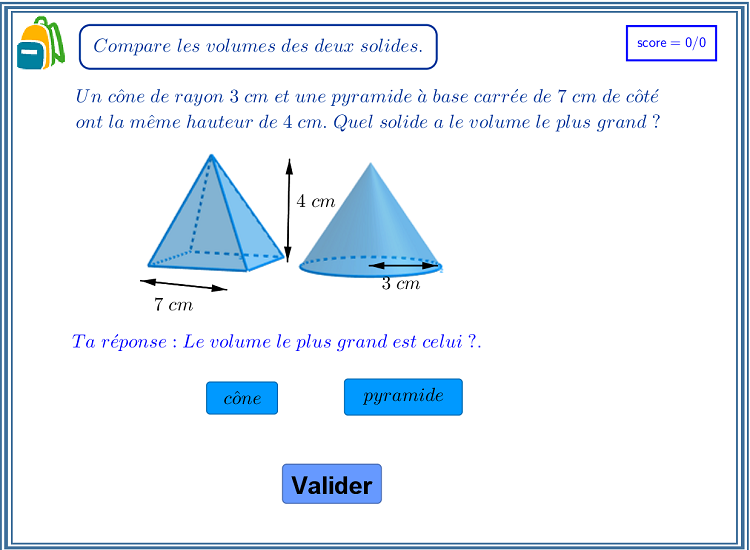 Compare les volumes des deux solides.
score = 0/0
Un cône de rayon 3 cm et une pyramide à base carrée de 7 cm de côté
ont la même hauteur de 4 cm. Quel solide a le volume le plus grand ?
4 cm
3 cm
7 cm
Ta réponse : Le volume le plus grand est celui ?.
cône
pyramide
Valider